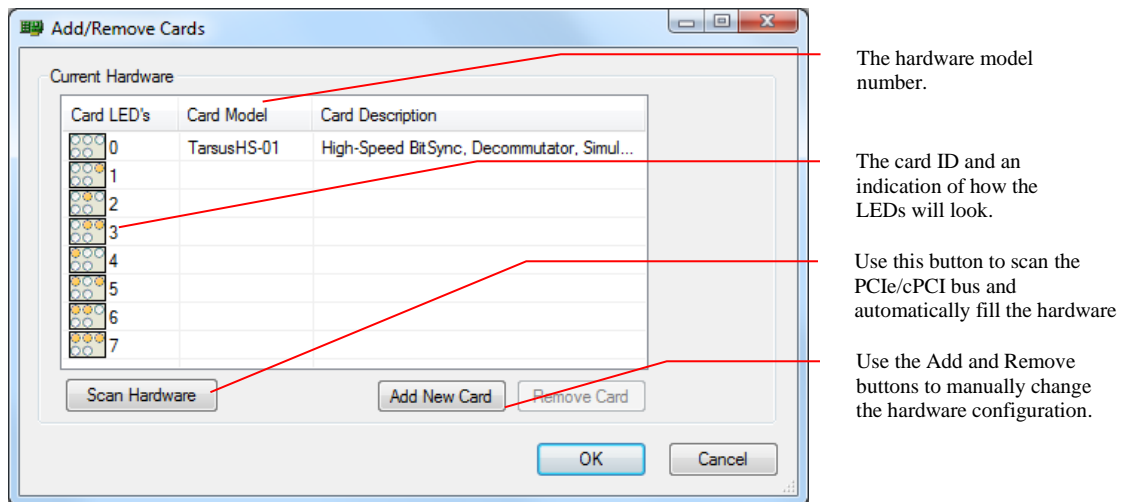 Add/Remove Cards
Current Hardware
Card LED's Card Model Card Description
0 TarsusHS-01 High-Speed BitSync, Decommutator, Simul...
1
2
3
4
5
6
7
Scan Hardware Add New Card Remove Card
OK Cancel
The hardware model
number.
The card ID and an
indication of how the
LEDs will look.
Use this button to scan the
PCIe/cPCI bus and
automatically fill the hardware
Use the Add and Remove
buttons to manually change
the hardware configuration.